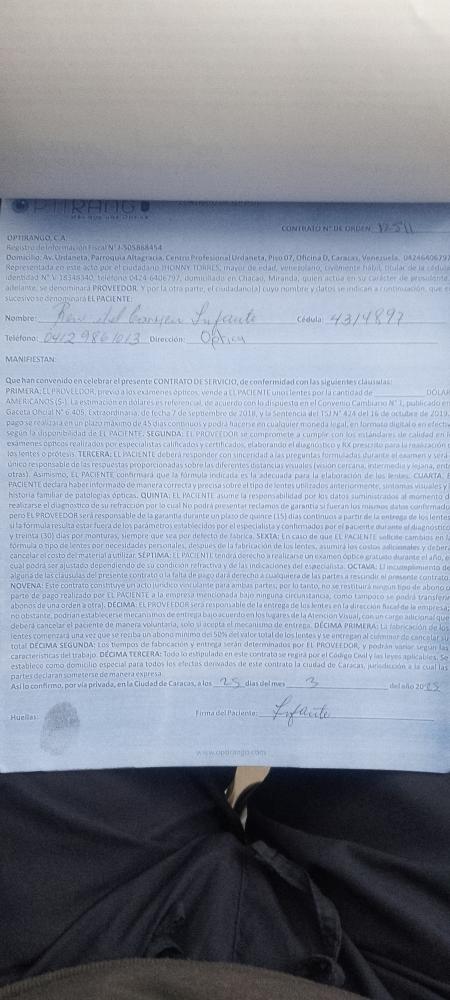 OPTIRANGO
CONTRATO N° DE ORDEN: 12511
OPTIRANGO, C.A.
Registro de Información Fiscal N° J-505868454
Domicilio: Av. Urdaneta, Parroquia Altagracia, Centro Profesional Urdaneta, Piso 07, Oficina D, Caracas, Venezuela. 0424640679
Representada en este acto por el ciudadano JHONNY TORRES, mayor de edad, venezolano, civilmente hábil, titular de la cédula
identidad N° V- 18348340, teléfono 0424-6406797, domiciliado en Chacao, Miranda, quien actúa en su carácter de presidente
adelante, se denominará PROVEEDOR. Y por la otra parte, el ciudadano(a) cuyo nombre y datos se indican a continuación, que e
sucesivo se denominará EL PACIENTE:
Nombre: del Carmen Infante Cédula: 4314897
Teléfono: 04129861013 Dirección: Optica
MANIFIESTAN:
Que han convenido en celebrar el presente CONTRATO DE SERVICIO, de conformidad con las siguientes cláusulas:
PRIMERA: EL PROVEEDOR, previo a los exámenes ópticos, vende a EL PACIENTE unos lentes por la cantidad de DÓLAR
AMERICANOS ($-). La estimación en dólares es referencial, de acuerdo con lo dispuesto en el Convenio Cambiario N° 1, publicado en
Gaceta Oficial N° 6.405, Extraordinaria, de fecha 7 de septiembre de 2018, y la Sentencia del TSJ N° 424 del 16 de octubre de 2019.
pago se realizará en un plazo máximo de 45 días continuos y podrá hacerse en cualquier moneda legal, en formato digital o en efectiv
según la disponibilidad de EL PACIENTE. SEGUNDA: EL PROVEEDOR se compromete a cumplir con los estándares de calidad en l
exámenes ópticos realizados por especialistas calificados y certificados, elaborando el diagnóstico y RX prescrito para la realización
los lentes o prótesis. TERCERA: EL PACIENTE deberá responder con sinceridad a las preguntas formuladas durante el examen y será
único responsable de las respuestas proporcionadas sobre las diferentes distancias visuales (visión cercana, intermedia y lejana, ent
otras). Asimismo, EL PACIENTE confirmará que la fórmula indicada es la adecuada para la elaboración de los lentes. CUARTA: E
PACIENTE declara haber informado de manera correcta y precisa sobre el tipo de lentes utilizados anteriormente, síntomas visuales y
historia familiar de patologías ópticas. QUINTA: EL PACIENTE asume la responsabilidad por los datos suministrados al momento d
realizarse el diagnóstico de su refracción por lo cual No podrá presentar reclamos de garantía si fueran los mismos datos confirmado
pero EL PROVEEDOR será responsable de la garantía durante un plazo de quince (15) días continuos a partir de la entrega de los lentes
si la fórmula resulta estar fuera de los parámetros establecidos por el especialista y confirmados por el paciente durante el diagnóstic
y treinta (30) días por monturas, siempre que sea por defecto de fábrica. SEXTA: En caso de que EL PACIENTE solicite cambios en l
fórmula o tipo de lentes por necesidades personales, después de la fabricación de los lentes, asumirá los costos adicionales y deberá
cancelar el costo del material a utilizar. SÉPTIMA: EL PACIENTE tendrá derecho a realizarse un examen óptico gratuito durante el año, e
cual podrá ser ajustado dependiendo de su condición refractiva y de las indicaciones del especialista. OCTAVA: El incumplimiento de
alguna de las cláusulas del presente contrato o la falta de pago dará derecho a cualquiera de las partes a rescindir el presente contrato.
NOVENA: Este contrato constituye un acto jurídico vinculante para ambas partes; por lo tanto, no se restituirá ningún tipo de abono o
parte de pago realizado por EL PACIENTE a la empresa mencionada bajo ninguna circunstancia, como tampoco se podrá transferir
abonos de una orden a otra). DÉCIMA: EL PROVEEDOR será responsable de la entrega de los lentes en la dirección fiscal de la empresa;
no obstante, podrían establecerse mecanismos de entrega bajo acuerdo en los lugares de la Atención Visual, con un cargo adicional que
deberá cancelar el paciente de manera voluntaria, solo si acepta el mecanismo de entrega. DÉCIMA PRIMERA: La fabricación de los
lentes comenzará una vez que se reciba un abono mínimo del 50% del valor total de los lentes y se entregan al culminar de cancelar su
total DÉCIMA SEGUNDA: Los tiempos de fabricación y entrega serán determinados por EL PROVEEDOR, y podrán variar según las
características del trabajo. DÉCIMA TERCERA: Todo lo estipulado en este contrato se regirá por el Código Civil y las leyes aplicables. Se
establece como domicilio especial para todos los efectos derivados de este contrato la ciudad de Caracas, jurisdicción a la cual las
partes declaran someterse de manera expresa.
Así lo confirmo, por vía privada, en la Ciudad de Caracas, a los 25 días del mes 3 del año 2025
Huellas: Firma del Paciente: Infante
www.optirango.com